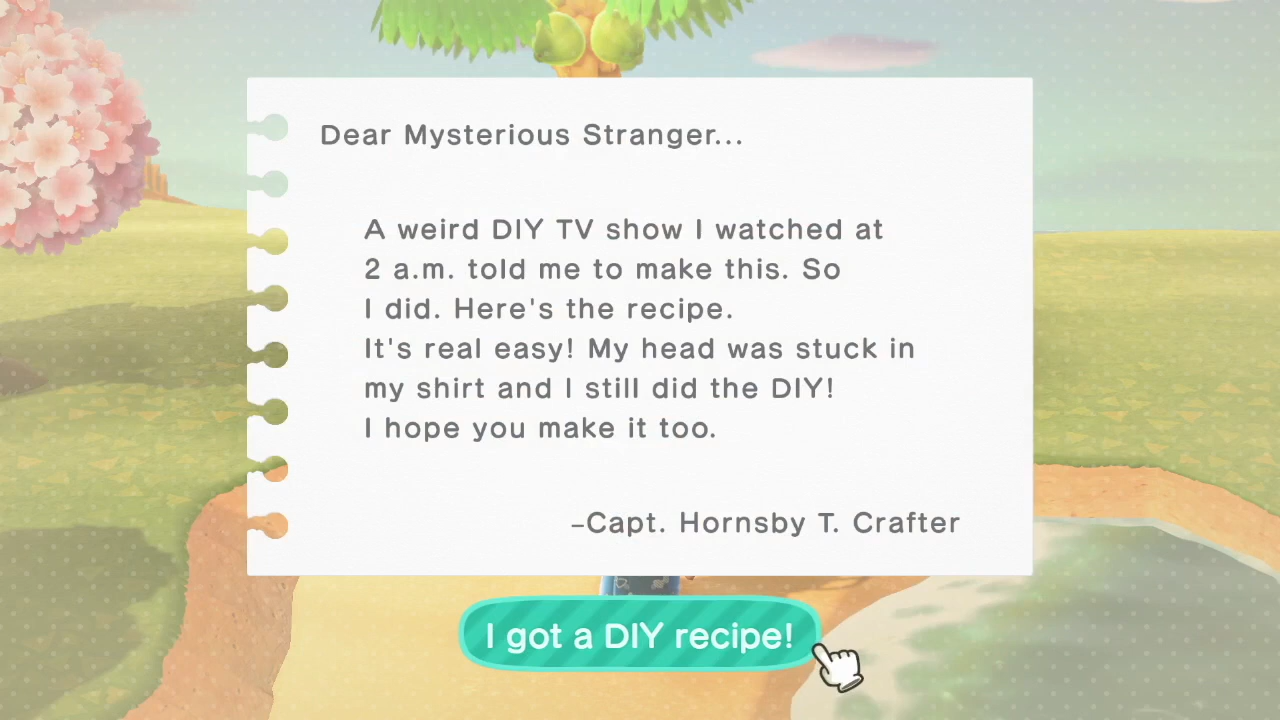 Dear Mysterious Stranger...
A weird DIY TV show I watched at
2 a.m. told me to make this. So
I did. Here's the recipe.
It's real easy! My head was stuck in
my shirt and I still did the DIY!
I hope you make it too.
–Capt. Hornsby T. Crafter
I got a DIY recipe!